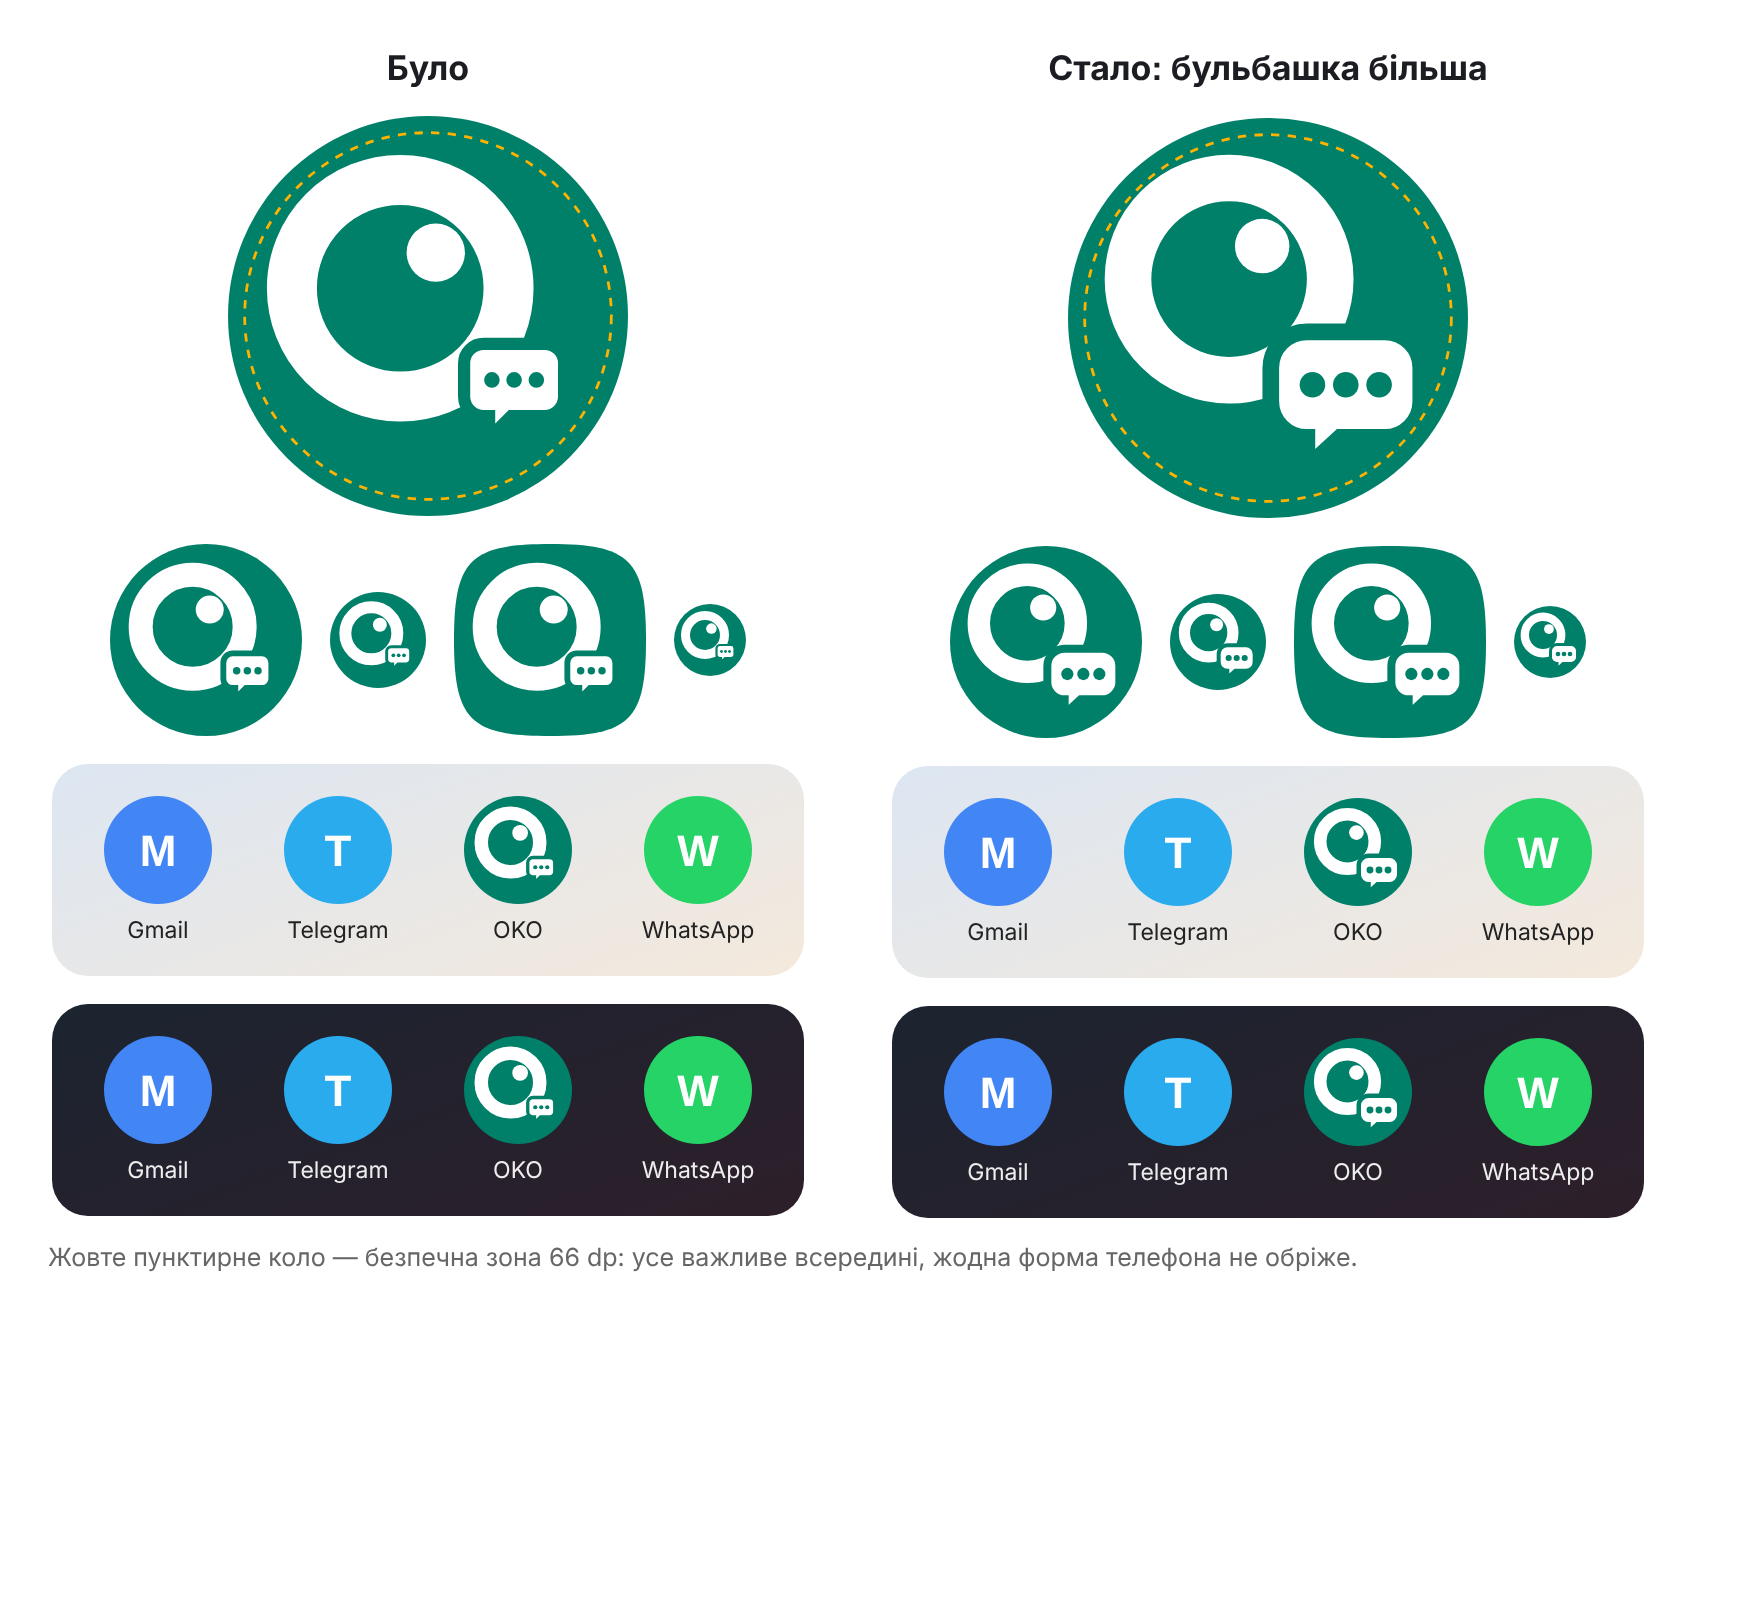 Було
Стало: бульбашка більша
M T W
Gmail Telegram OKO WhatsApp
M T W
Gmail Telegram OKO WhatsApp
M T W
Gmail Telegram OKO WhatsApp
M T W
Gmail Telegram OKO WhatsApp
Жовте пунктирне коло — безпечна зона 66 dp: усе важливе всередині, жодна форма телефона не обріже.